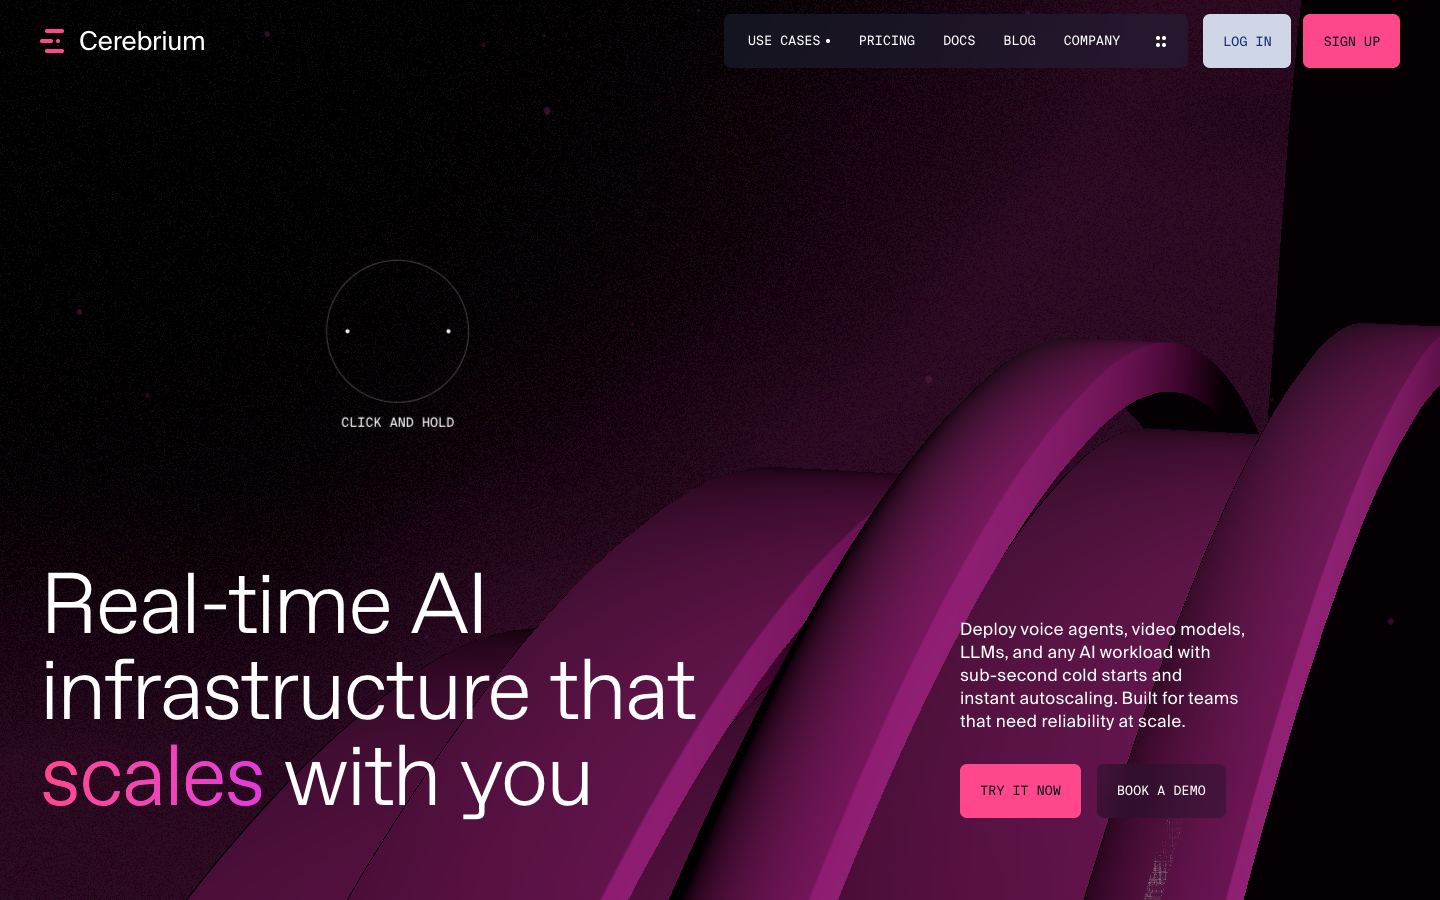 Cerebrium
USE CASES • PRICING DOCS BLOG COMPANY
LOG IN
SIGN UP
CLICK AND HOLD
Real-time AI
infrastructure that
scales with you
Deploy voice agents, video models,
LLMs, and any AI workload with
sub-second cold starts and
instant autoscaling. Built for teams
that need reliability at scale.
TRY IT NOW
BOOK A DEMO